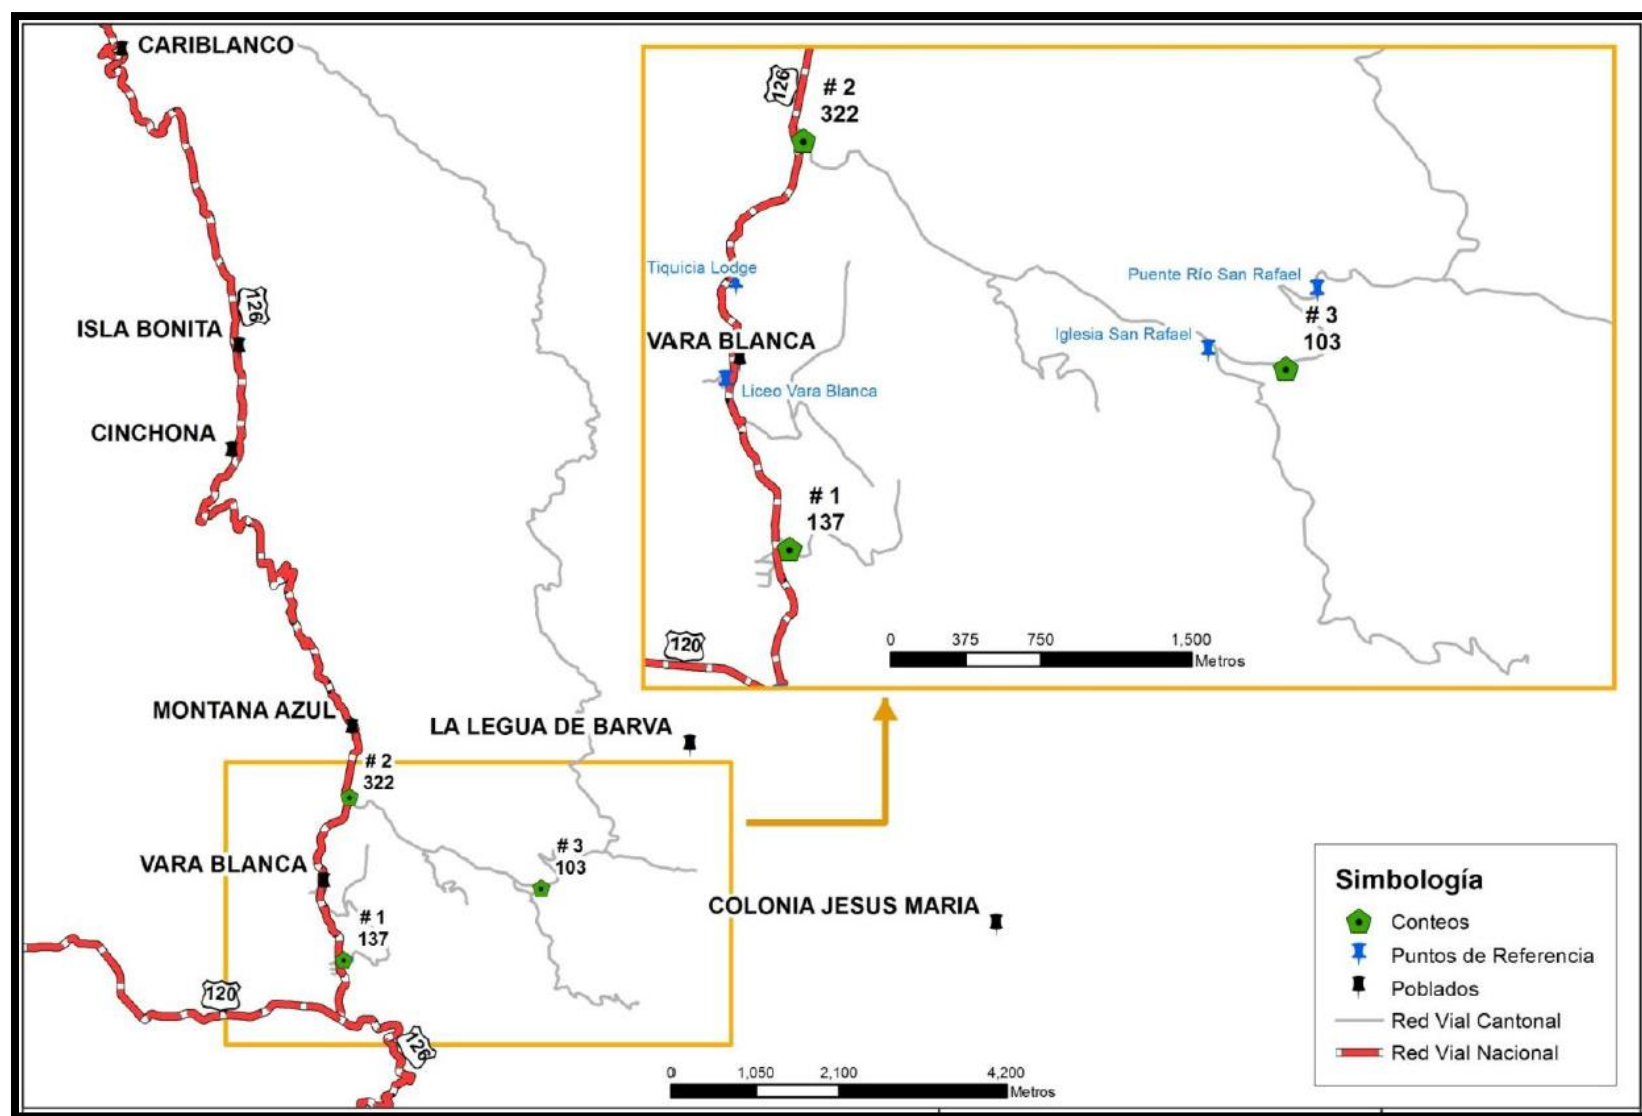 CARIBLANCO
126
ISLA BONITA
CINCHONA
MONTANA AZUL
LA LEGUA DE BARVA
# 2
322
VARA BLANCA
# 3
103
# 1
137
COLONIA JESUS MARIA
120
126
0 1,050 2,100 4,200
Metros
126
# 2
322
Tiquicia Lodge
Puente Río San Rafael
# 3
103
Iglesia San Rafael
VARA BLANCA
Liceo Vara Blanca
# 1
137
120
0 375 750 1,500
Metros
Simbología
Conteos
Puntos de Referencia
Poblados
Red Vial Cantonal
Red Vial Nacional